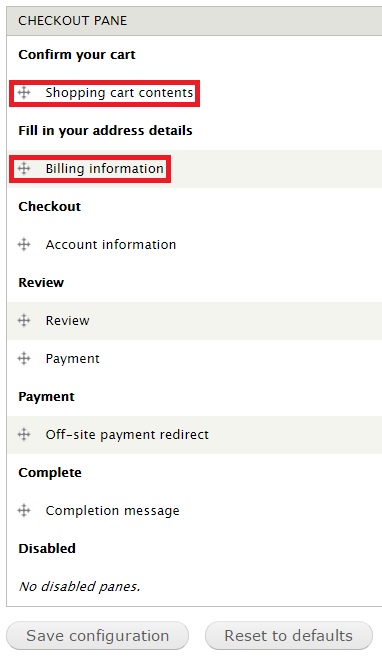 CHECKOUT PANE
Confirm your cart
Shopping cart contents
Fill in your address details
Billing information
Checkout
Account information
Review
Review
Payment
Payment
Off-site payment redirect
Complete
Completion message
Disabled
No disabled panes.
Save configuration
Reset to defaults